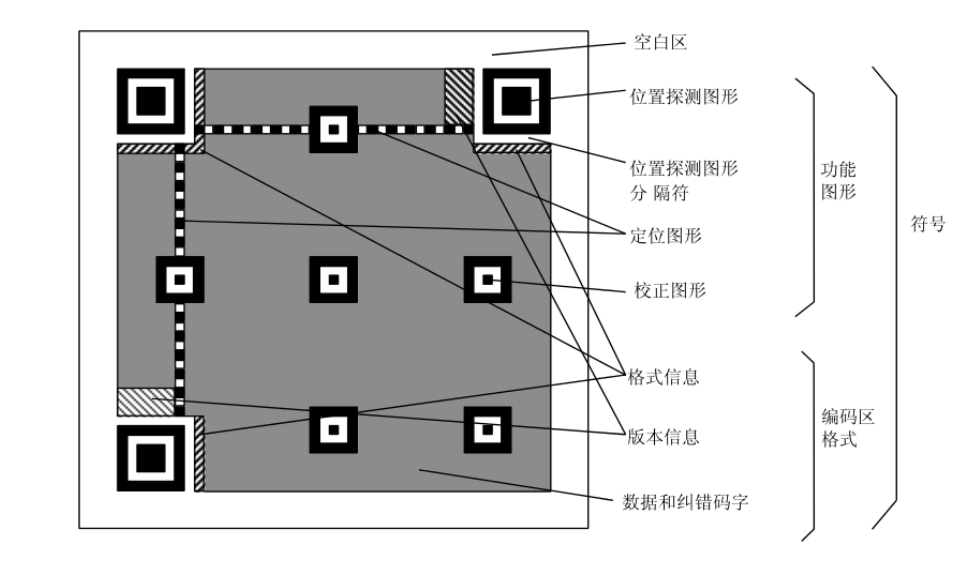 空白区
位置探测图形
位置探测图形
分 隔符
功能
图形
符号
定位图形
校正图形
格式信息
编码区
格式
版本信息
数据和纠错码字